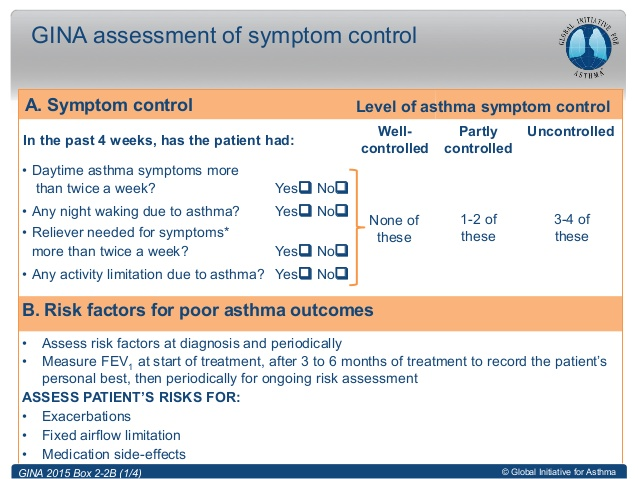 GINA assessment of symptom control
GLOBAL INITIATIVE FOR ASTHMA
A. Symptom control
Level of asthma symptom control
In the past 4 weeks, has the patient had:
Well-controlled
Partly controlled
Uncontrolled
• Daytime asthma symptoms more
than twice a week? Yes❑ No❑
• Any night waking due to asthma? Yes❑ No❑
• Reliever needed for symptoms*
more than twice a week? Yes❑ No❑
• Any activity limitation due to asthma? Yes❑ No❑
None of
these
1-2 of
these
3-4 of
these
B. Risk factors for poor asthma outcomes
• Assess risk factors at diagnosis and periodically
• Measure FEV1 at start of treatment, after 3 to 6 months of treatment to record the patient's
personal best, then periodically for ongoing risk assessment
ASSESS PATIENT'S RISKS FOR:
• Exacerbations
• Fixed airflow limitation
• Medication side-effects
GINA 2015 Box 2-2B (1/4)
© Global Initiative for Asthma